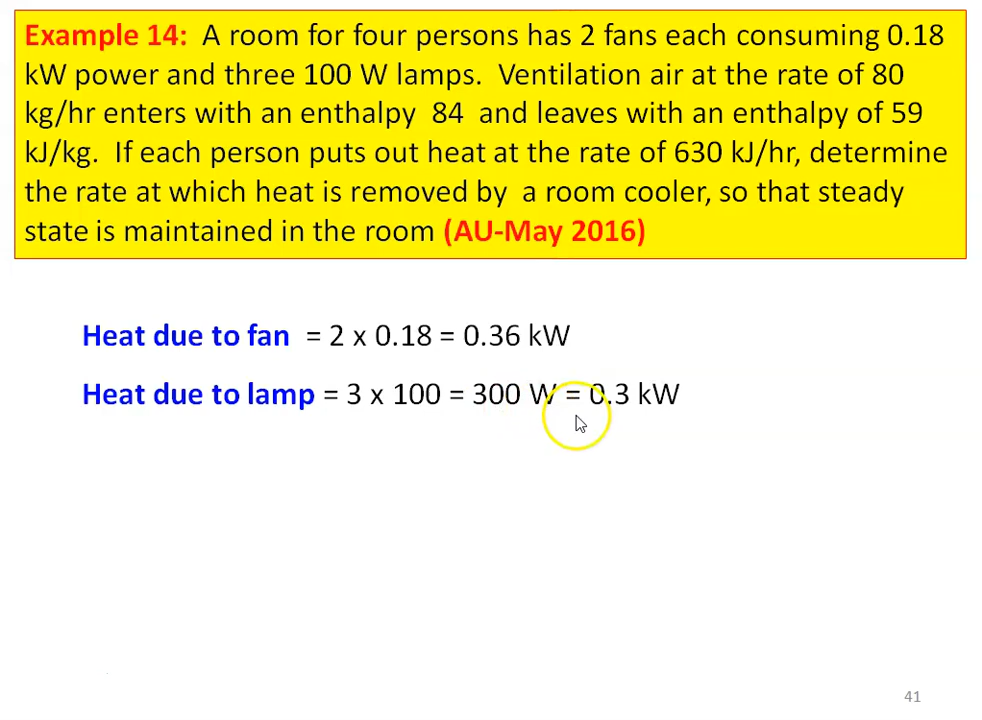 Example 14: A room for four persons has 2 fans each consuming 0.18
kW power and three 100 W lamps. Ventilation air at the rate of 80
kg/hr enters with an enthalpy 84 and leaves with an enthalpy of 59
kJ/kg. If each person puts out heat at the rate of 630 kJ/hr, determine
the rate at which heat is removed by a room cooler, so that steady
state is maintained in the room (AU-May 2016)
Heat due to fan = 2 x 0.18 = 0.36 kW
Heat due to lamp = 3 x 100 = 300 W = 0.3 kW
41